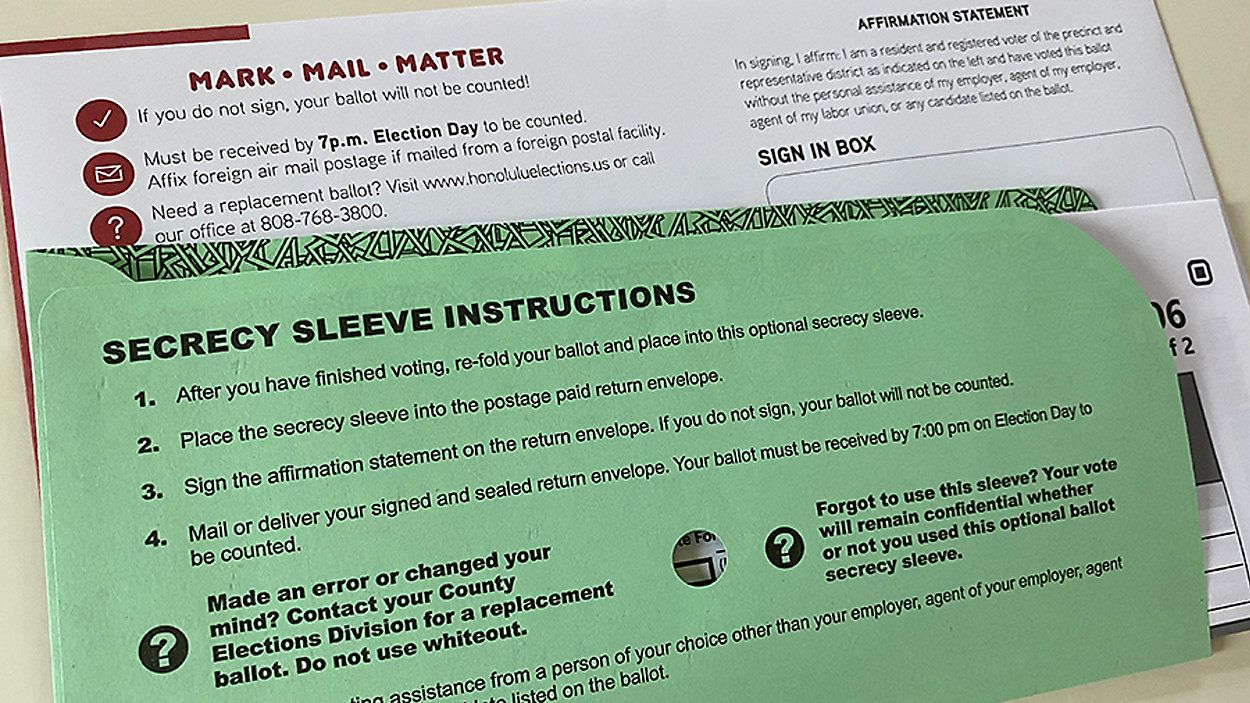 MARK • MAIL • MATTER
If you do not sign, your ballot will not be counted!
Must be received by 7p.m. Election Day to be counted.
Affix foreign air mail postage if mailed from a foreign postal facility.
Need a replacement ballot? Visit www.honoluluelections.us or call
our office at 808-768-3800.
AFFIRMATION STATEMENT
In signing, I affirm: I am a resident and registered voter of the precinct and
representative district as indicated on the left and have voted this ballot
without the personal assistance of my employer, agent of my employer,
agent of my labor union, or any candidate listed on the ballot.
SIGN IN BOX
06
f 2
SECRECY SLEEVE INSTRUCTIONS
1. After you have finished voting, re-fold your ballot and place into this optional secrecy sleeve.
2. Place the secrecy sleeve into the postage paid return envelope.
3. Sign the affirmation statement on the return envelope. If you do not sign, your ballot will not be counted.
4. Mail or deliver your signed and sealed return envelope. Your ballot must be received by 7:00 pm on Election Day to
be counted.
? Made an error or changed your
mind? Contact your County
Elections Division for a replacement
ballot. Do not use whiteout.
? Forgot to use this sleeve? Your vote
will remain confidential whether
or not you used this optional ballot
secrecy sleeve.
assistance from a person of your choice other than your employer, agent of your employer, agent
listed on the ballot.